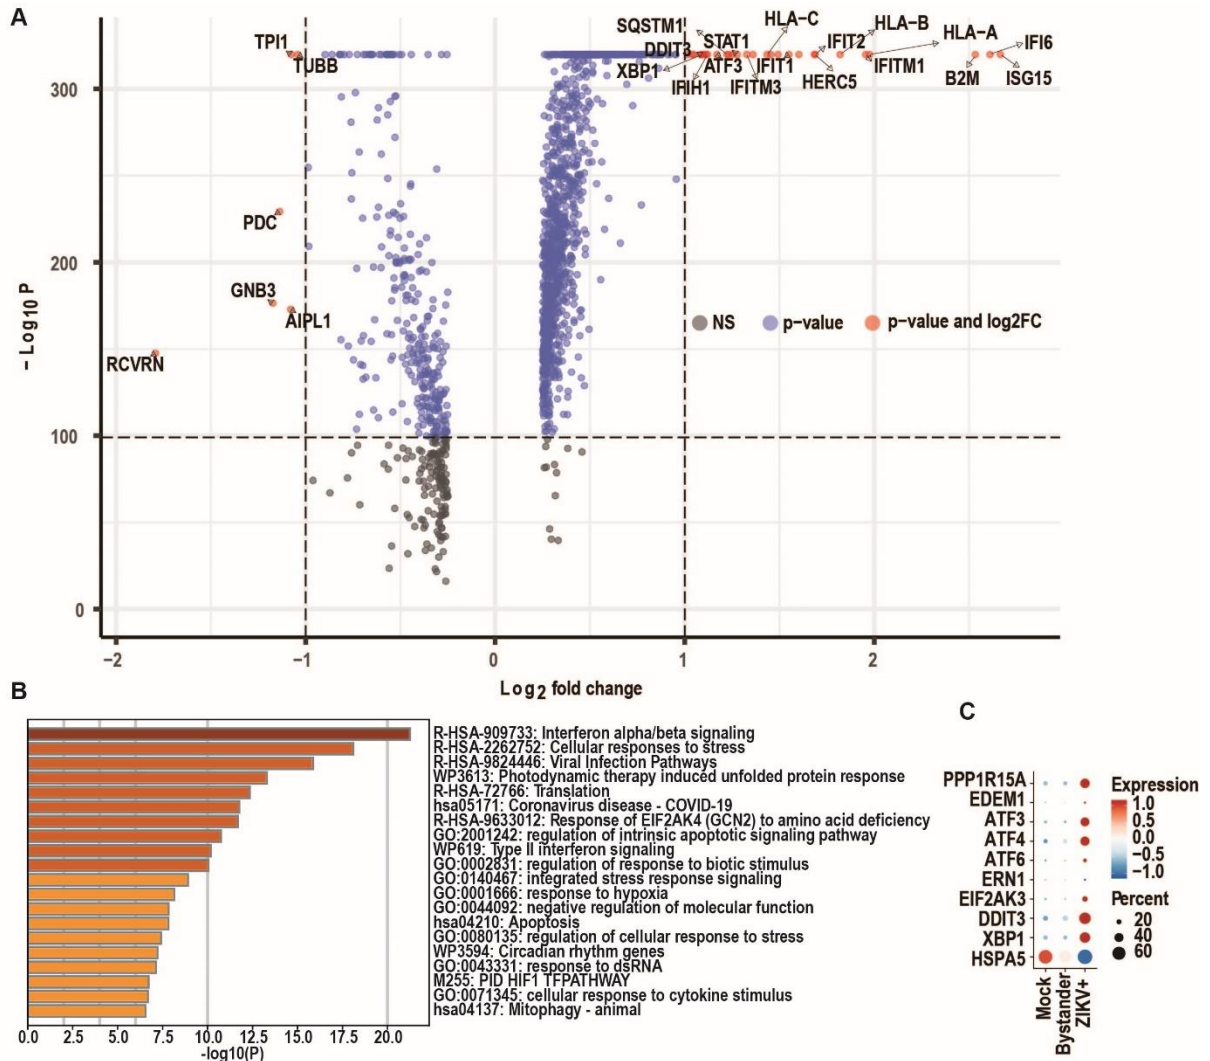 A
SQSTM1
HLA-C
HLA-B
HLA-A
IFI6
TPI1
TUBB
DDIT3
STAT1
IFIT2
XBP1
ATF3
IFIT1
IFITM1
IFIH1
IFITM3
HERC5
B2M
ISG15
300
PDC
200
GNB3
AIPL1
RCVRN
NS
p-value
p-value and log2FC
- Log10 P
100
0
-2
-1
0
1
2
Log2 fold change
B
R-HSA-909733: Interferon alpha/beta signaling
R-HSA-2262752: Cellular responses to stress
R-HSA-9824446: Viral Infection Pathways
WP3613: Photodynamic therapy induced unfolded protein response
R-HSA-72766: Translation
hsa05171: Coronavirus disease - COVID-19
R-HSA-9633012: Response of EIF2AK4 (GCN2) to amino acid deficiency
GO:2001242: regulation of intrinsic apoptotic signaling pathway
WP619: Type II interferon signaling
GO:0002831: regulation of response to biotic stimulus
GO:0140467: integrated stress response signaling
GO:0001666: response to hypoxia
GO:0044092: negative regulation of molecular function
hsa04210: Apoptosis
GO:0080135: regulation of cellular response to stress
WP3594: Circadian rhythm genes
GO:0043331: response to dsRNA
M255: PID HIF1 TFPATHWAY
GO:0071345: cellular response to cytokine stimulus
hsa04137: Mitophagy - animal
0.0 2.5 5.0 7.5 10.0 12.5 15.0 17.5 20.0
-log10(P)
C
PPP1R15A
EDEM1
ATF3
ATF4
ATF6
ERN1
EIF2AK3
DDIT3
XBP1
HSPA5
Mock
Bystander
ZIKV+
Expression
1.0
0.5
0.0
-0.5
-1.0
Percent
20
40
60